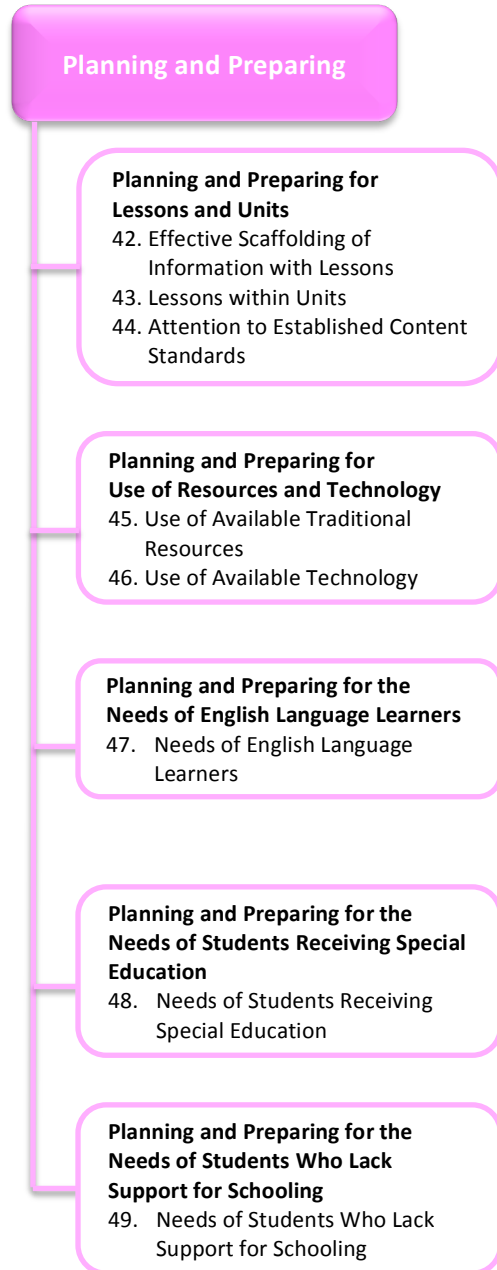 Planning and Preparing
Planning and Preparing for
Lessons and Units
42. Effective Scaffolding of
Information with Lessons
43. Lessons within Units
44. Attention to Established Content
Standards
Planning and Preparing for
Use of Resources and Technology
45. Use of Available Traditional
Resources
46. Use of Available Technology
Planning and Preparing for the
Needs of English Language Learners
47. Needs of English Language
Learners
Planning and Preparing for the
Needs of Students Receiving Special
Education
48. Needs of Students Receiving
Special Education
Planning and Preparing for the
Needs of Students Who Lack
Support for Schooling
49. Needs of Students Who Lack
Support for Schooling